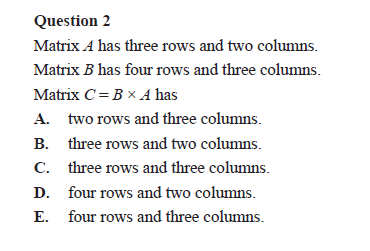 Question 2
Matrix A has three rows and two columns.
Matrix B has four rows and three columns.
Matrix C = B × A has
A. two rows and three columns.
B. three rows and two columns.
C. three rows and three columns.
D. four rows and two columns.
E. four rows and three columns.